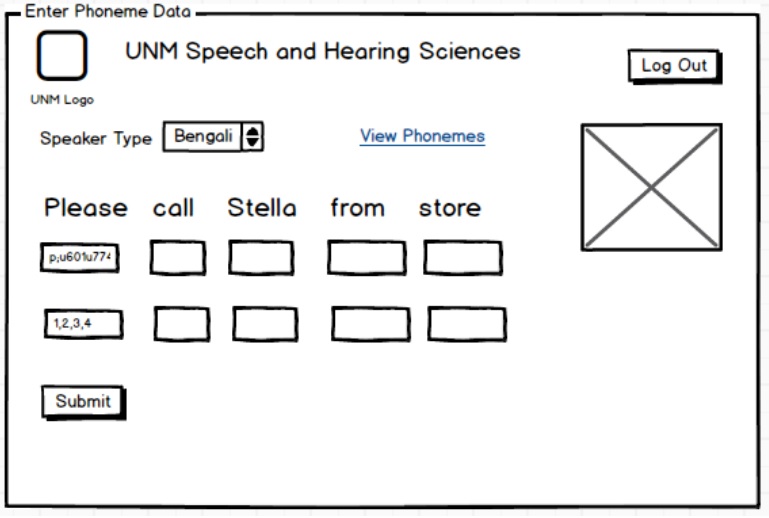 Enter Phoneme Data
UNM Speech and Hearing Sciences
Log Out
UNM Logo
Speaker Type Bengali View Phonemes
Please call Stella from store
p;u601u774
1,2,3,4
Submit